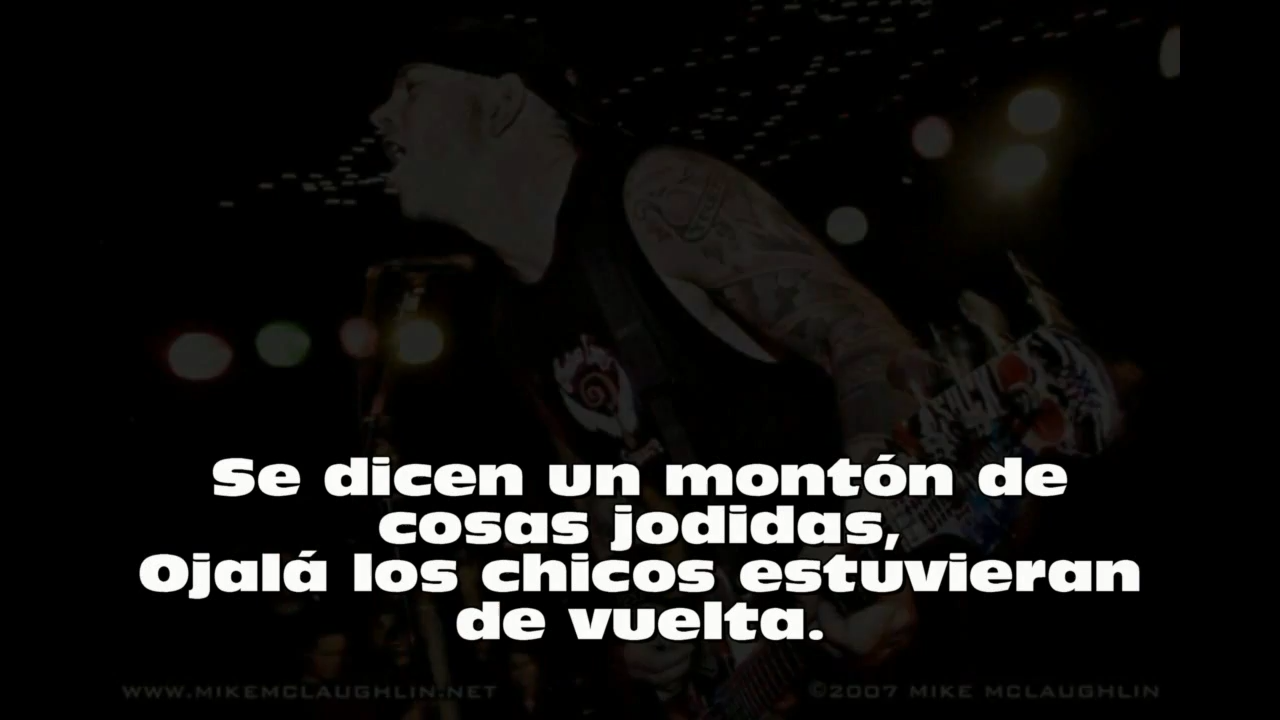 Se dicen un montón de
cosas jodidas,
Ojalá los chicos estuvieran
de vuelta.
WWW.MIKEMCLAUGHLIN.NET
©2007 MIKE MCLAUGHLIN